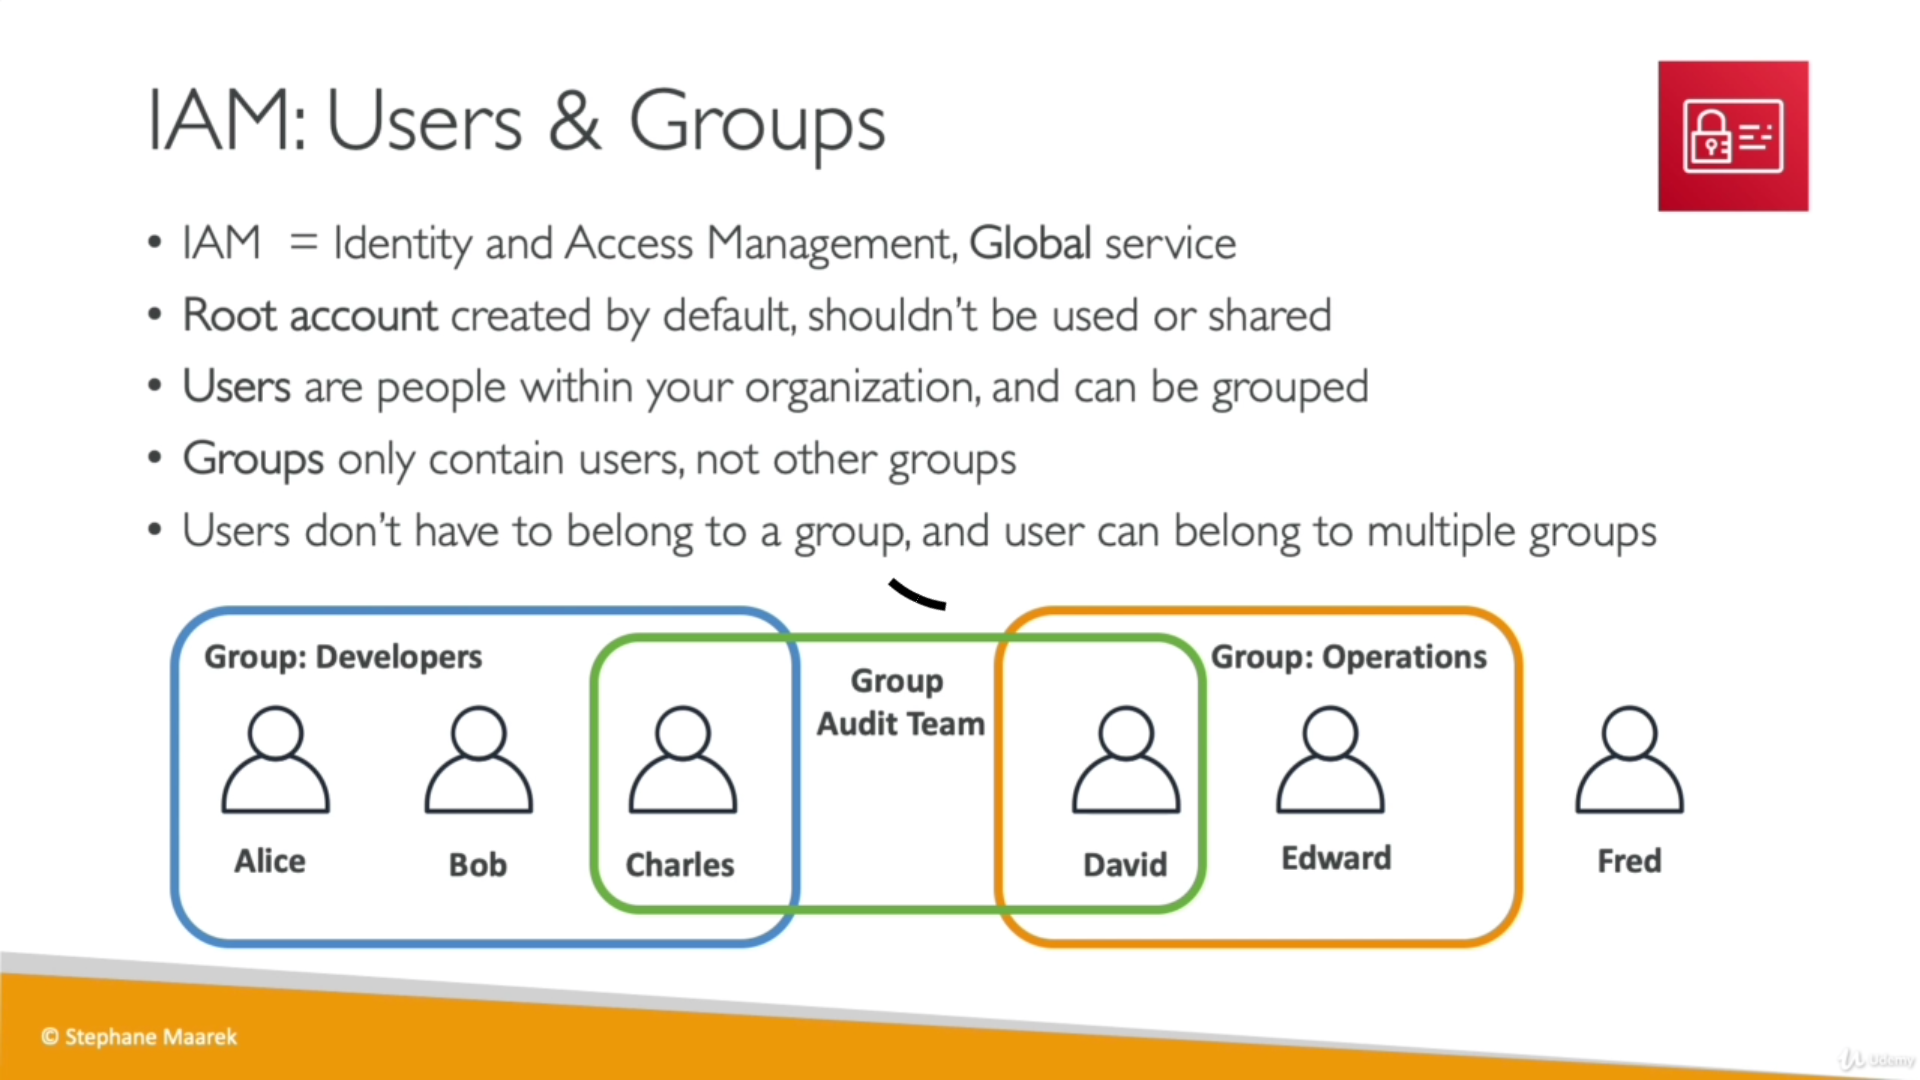 IAM: Users & Groups
• IAM = Identity and Access Management, Global service
• Root account created by default, shouldn't be used or shared
• Users are people within your organization, and can be grouped
• Groups only contain users, not other groups
• Users don't have to belong to a group, and user can belong to multiple groups
Group: Developers
Group
Audit Team
Group: Operations
Alice
Bob
Charles
David
Edward
Fred
© Stephane Maarek
Udemy